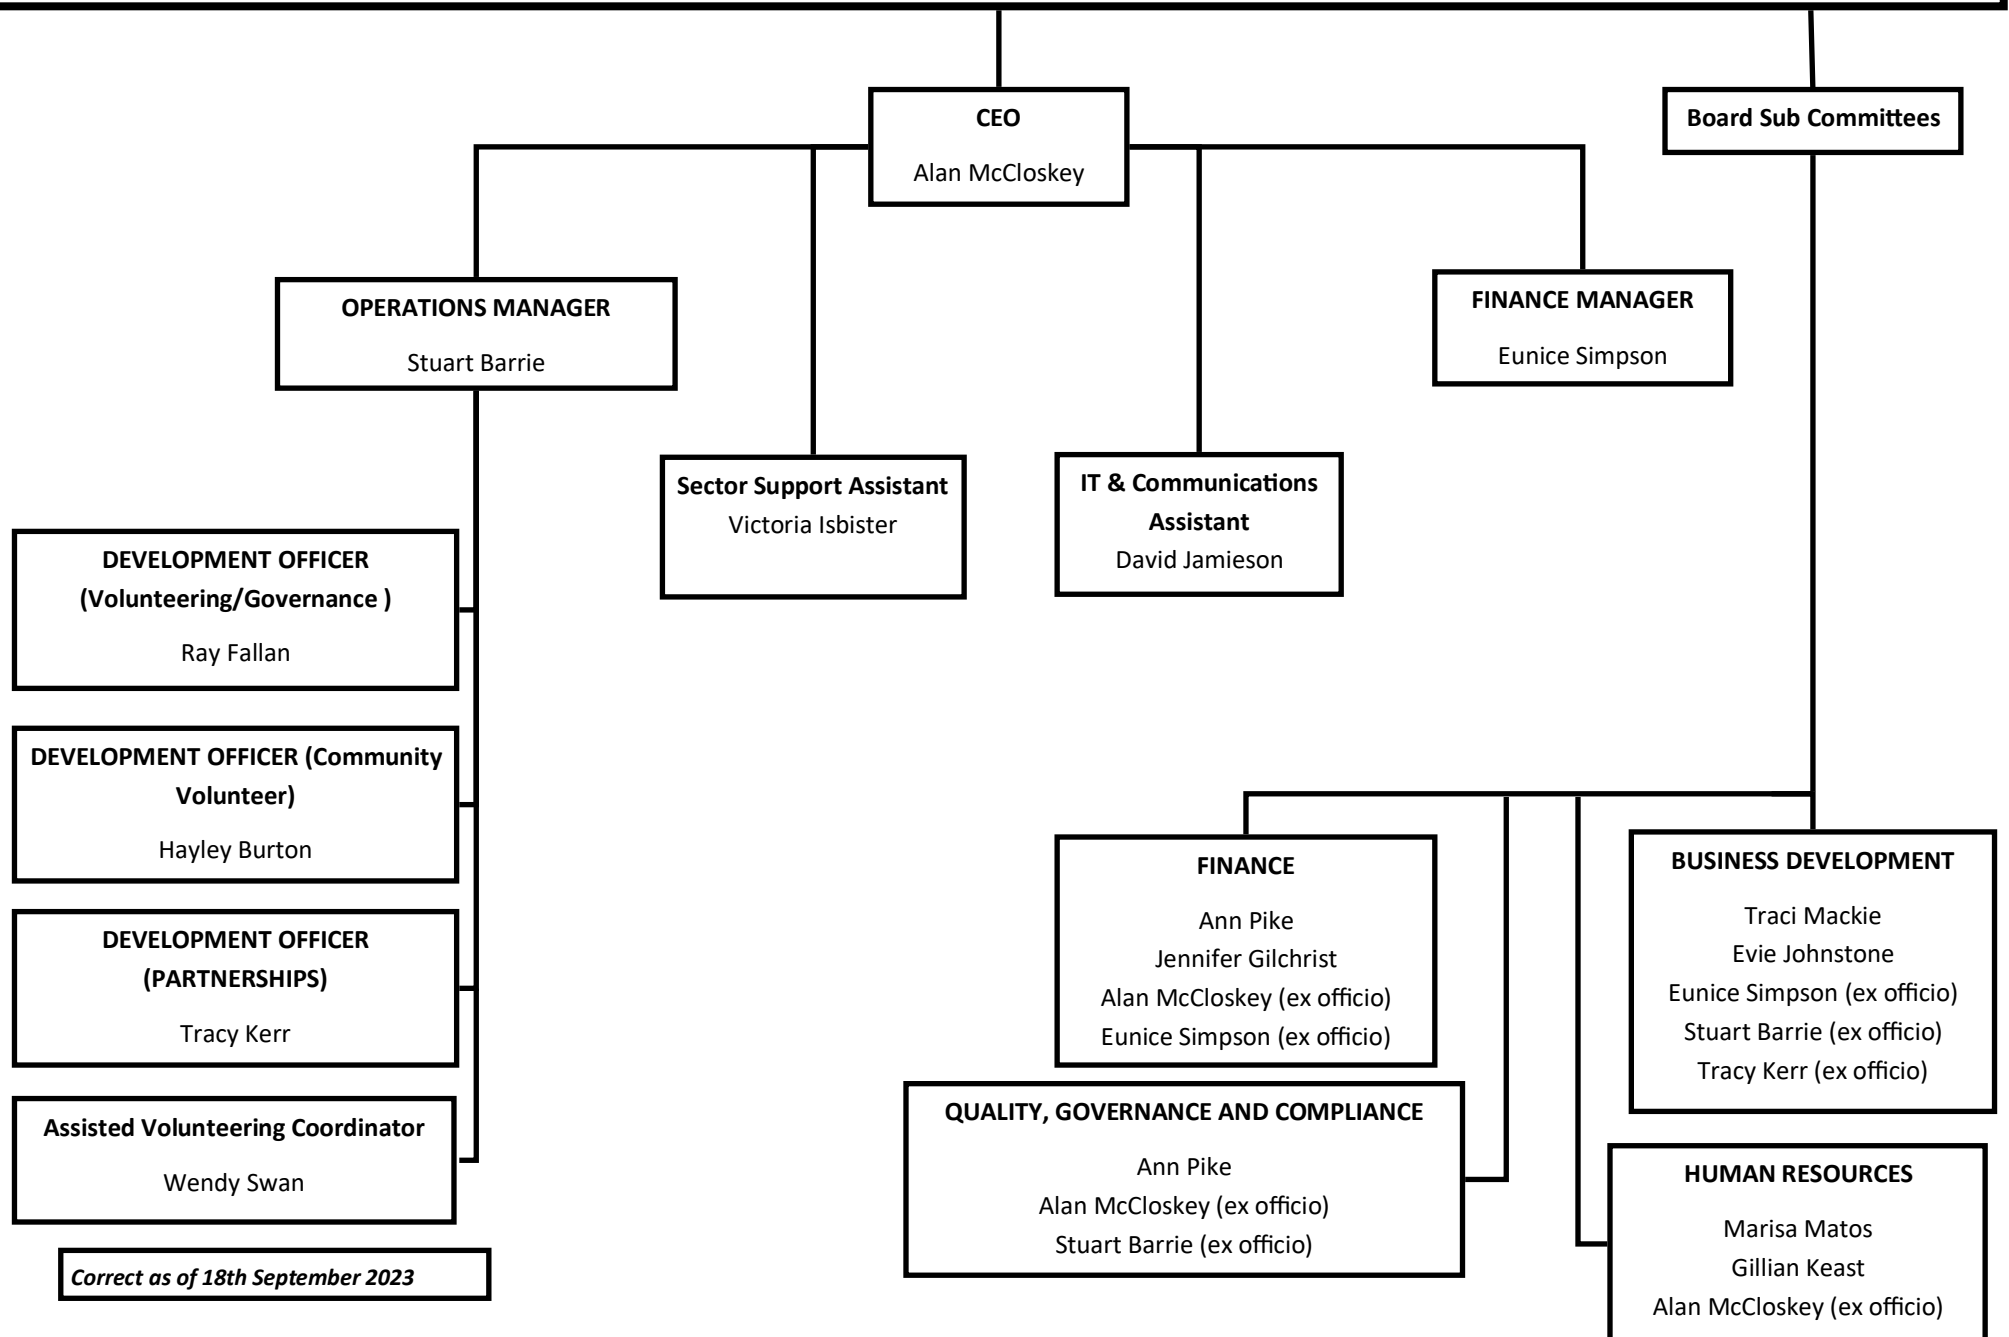 CEO
Alan McCloskey
Board Sub Committees
OPERATIONS MANAGER
Stuart Barrie
FINANCE MANAGER
Eunice Simpson
Sector Support Assistant
Victoria Isbister
IT & Communications
Assistant
David Jamieson
DEVELOPMENT OFFICER
(Volunteering/Governance )
Ray Fallan
DEVELOPMENT OFFICER (Community
Volunteer)
Hayley Burton
DEVELOPMENT OFFICER
(PARTNERSHIPS)
Tracy Kerr
Assisted Volunteering Coordinator
Wendy Swan
Correct as of 18th September 2023
FINANCE
Ann Pike
Jennifer Gilchrist
Alan McCloskey (ex officio)
Eunice Simpson (ex officio)
BUSINESS DEVELOPMENT
Traci Mackie
Evie Johnstone
Eunice Simpson (ex officio)
Stuart Barrie (ex officio)
Tracy Kerr (ex officio)
QUALITY, GOVERNANCE AND COMPLIANCE
Ann Pike
Alan McCloskey (ex officio)
Stuart Barrie (ex officio)
HUMAN RESOURCES
Marisa Matos
Gillian Keast
Alan McCloskey (ex officio)